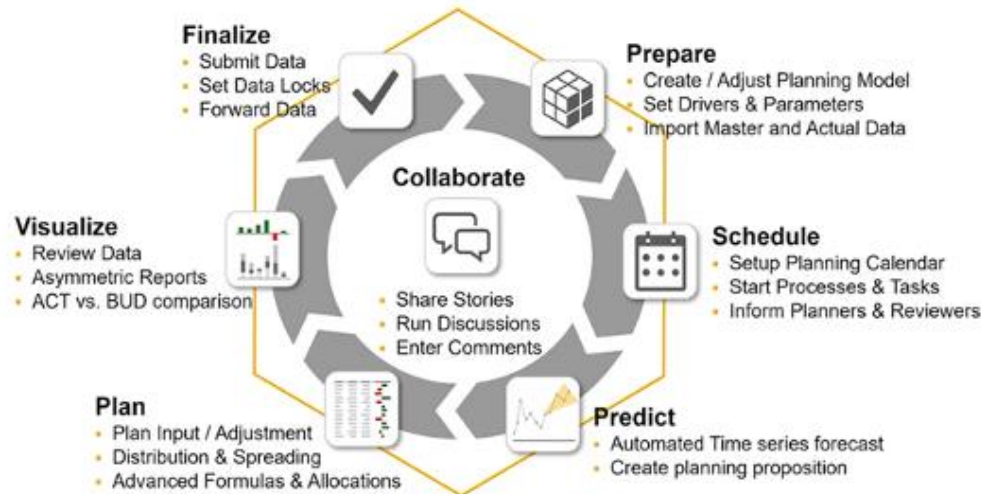 Finalize
• Submit Data
• Set Data Locks
• Forward Data
Prepare
• Create / Adjust Planning Model
• Set Drivers & Parameters
• Import Master and Actual Data
Collaborate
• Share Stories
• Run Discussions
• Enter Comments
Visualize
• Review Data
• Asymmetric Reports
• ACT vs. BUD comparison
Schedule
• Setup Planning Calendar
• Start Processes & Tasks
• Inform Planners & Reviewers
Plan
• Plan Input / Adjustment
• Distribution & Spreading
• Advanced Formulas & Allocations
Predict
• Automated Time series forecast
• Create planning proposition